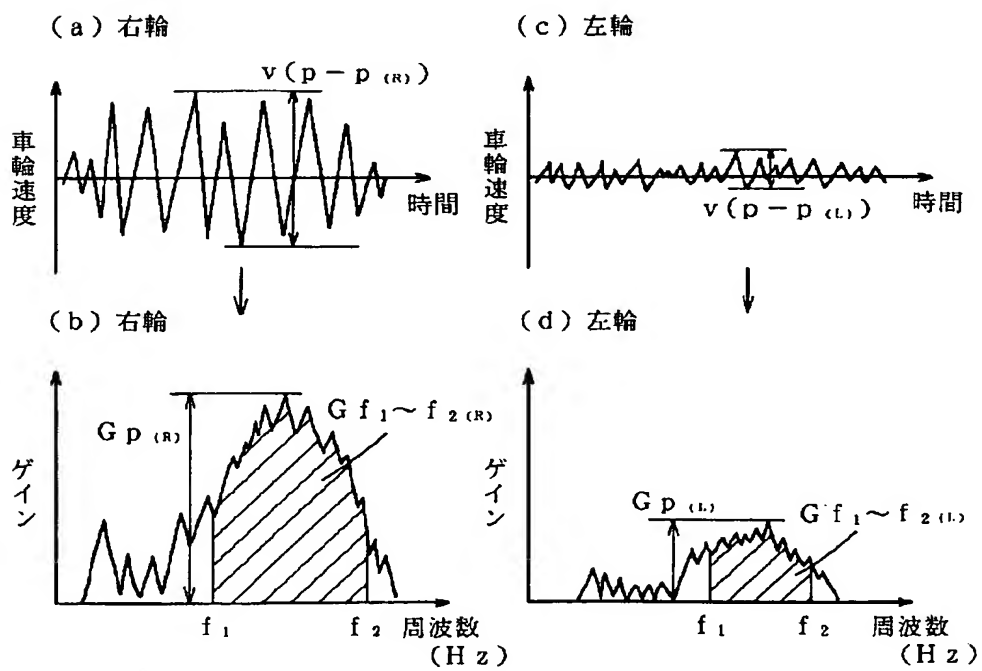 (a)右輪
v(p−p(R))
車輪速度
時間
(c)左輪
車輪速度
時間
v(p−p(L))
(b)右輪
Gp(R)
Gf1〜f2(R)
ゲイン
f1
f2
周波数
(Hz)
(d)左輪
Gp(L)
Gf1〜f2(L)
ゲイン
f1
f2
周波数
(Hz)